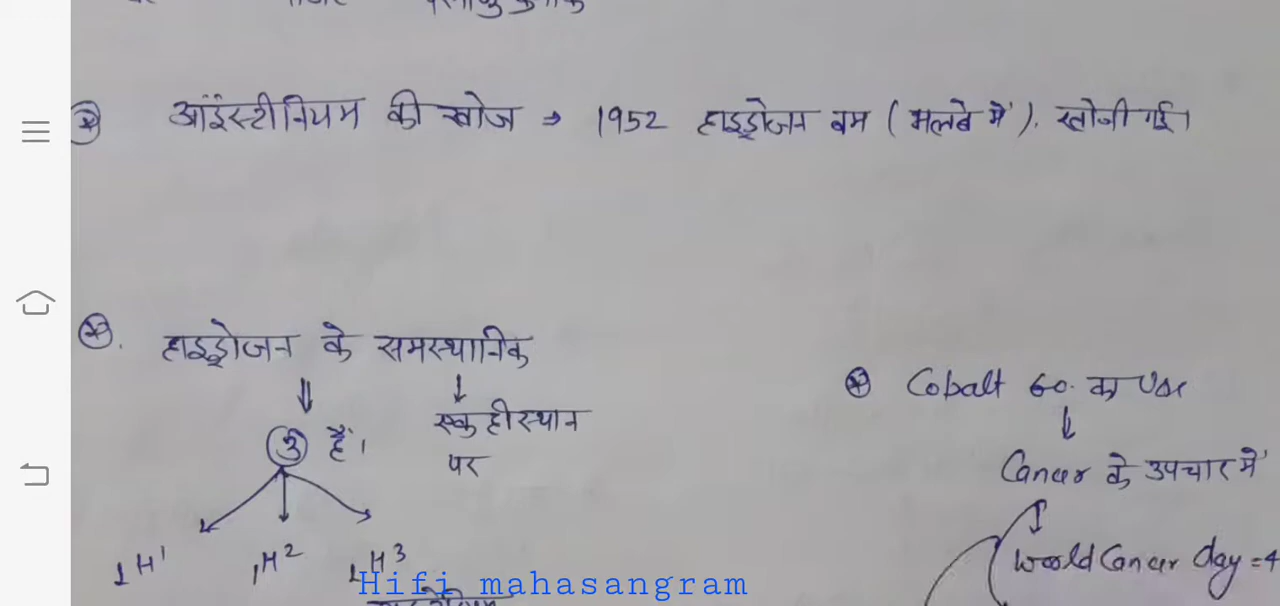 आइंस्टीनियम की खोज ⇒ 1952 हाइड्रोजन बम (मलबे में). खोजी गई।
हाइड्रोजन के समस्थानिक
⇓ ↓
③ हैं। एक ही स्थान
पर
₁H¹ ₁H² ₁H³
Cobalt 60. का Use
↓
Cancer के उपचार में
World Cancer day = 4
Hifi mahasangram